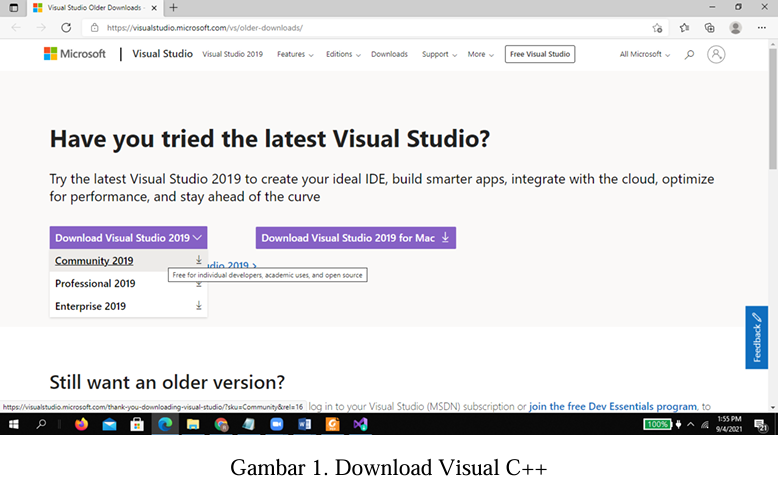 Visual Studio Older Downloads -
https://visualstudio.microsoft.com/vs/older-downloads/
Microsoft | Visual Studio Visual Studio 2019 Features Editions Downloads Support More Free Visual Studio All Microsoft
Have you tried the latest Visual Studio?
Try the latest Visual Studio 2019 to create your ideal IDE, build smarter apps, integrate with the cloud, optimize
for performance, and stay ahead of the curve
Download Visual Studio 2019 Download Visual Studio 2019 for Mac
Community 2019
udio 2019 >
Free for individual developers, academic uses, and open source
Professional 2019
Enterprise 2019
Feedback
Still want an older version?
https://visualstudio.microsoft.com/thank-you-downloading-visual-studio/?sku=Community&rel=16 log in to your Visual Studio (MSDN) subscription or join the free Dev Essentials program, to
100% 1:55 PM
9/4/2021
21
Gambar 1. Download Visual C++